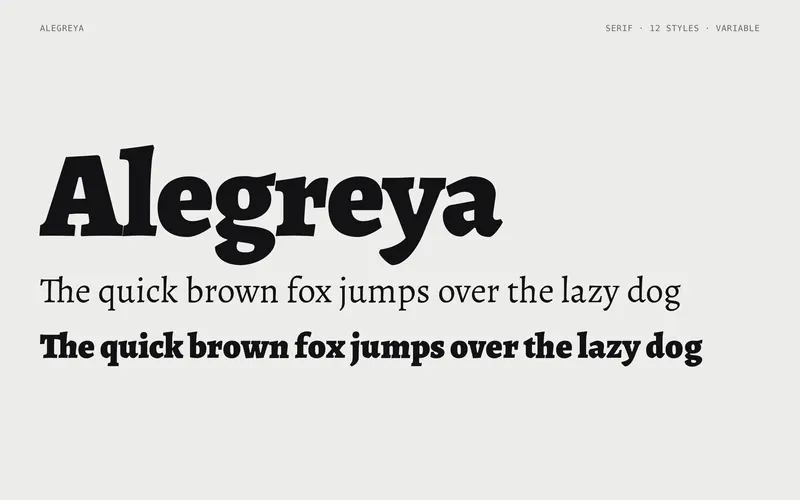 ALEGREYA
SERIF · 12 STYLES · VARIABLE
Alegreya
The quick brown fox jumps over the lazy dog
The quick brown fox jumps over the lazy dog